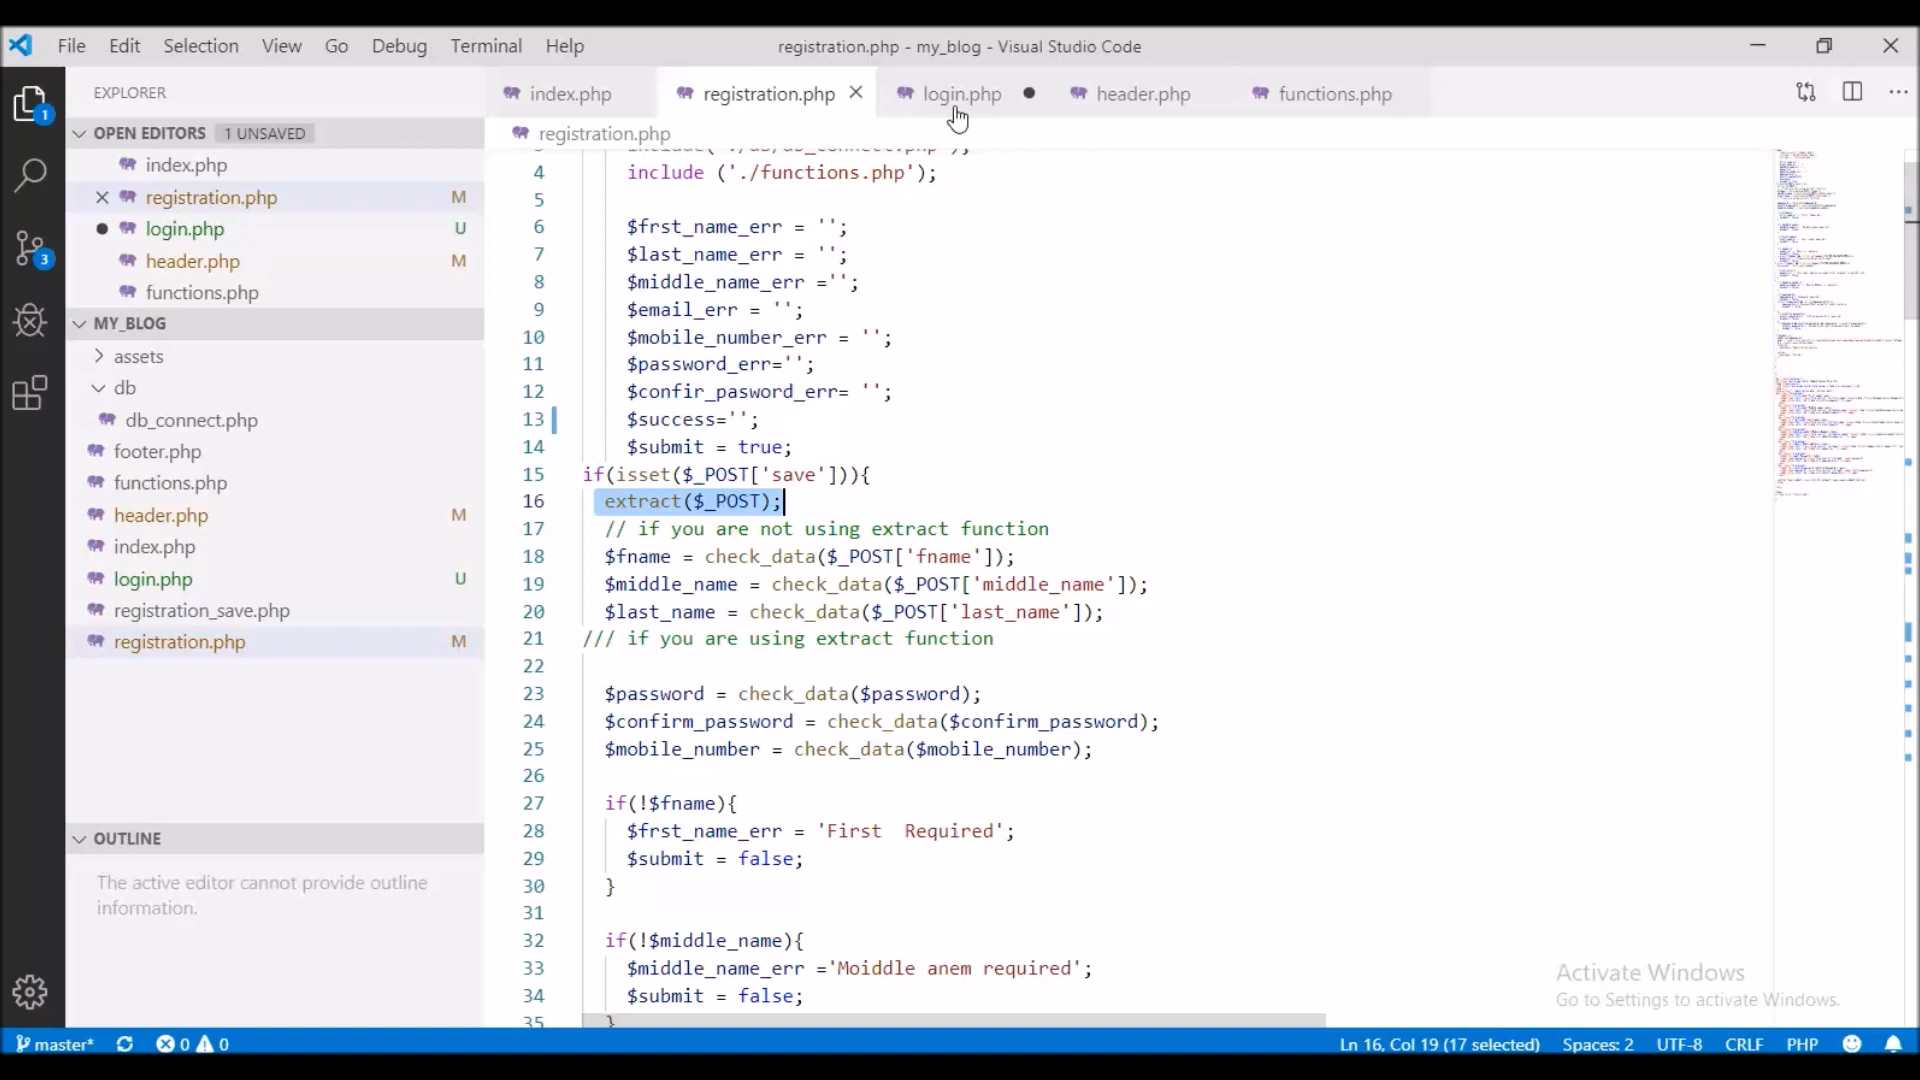 File Edit Selection View Go Debug Terminal Help
registration.php - my_blog - Visual Studio Code
EXPLORER
OPEN EDITORS 1 UNSAVED
index.php
registration.php M
login.php U
header.php M
functions.php
MY_BLOG
assets
db
db_connect.php
footer.php
functions.php
header.php M
index.php
login.php U
registration_save.php
registration.php M
OUTLINE
The active editor cannot provide outline
information.
1
3
index.php registration.php login.php header.php functions.php
registration.php
4 include ('./functions.php');
5
6 $frst_name_err = '';
7 $last_name_err = '';
8 $middle_name_err ='';
9 $email_err = '';
10 $mobile_number_err = '';
11 $password_err='';
12 $confir_pasword_err= '';
13 $success='';
14 $submit = true;
15 if(isset($_POST['save'])){
16 extract($_POST);
17 // if you are not using extract function
18 $fname = check_data($_POST['fname']);
19 $middle_name = check_data($_POST['middle_name']);
20 $last_name = check_data($_POST['last_name']);
21 /// if you are using extract function
22
23 $password = check_data($password);
24 $confirm_password = check_data($confirm_password);
25 $mobile_number = check_data($mobile_number);
26
27 if(!$fname){
28 $frst_name_err = 'First  Required';
29 $submit = false;
30 }
31
32 if(!$middle_name){
33 $middle_name_err ='Moiddle anem required';
34 $submit = false;
35 }
Activate Windows
Go to Settings to activate Windows.
master* 0 0 Ln 16, Col 19 (17 selected) Spaces: 2 UTF-8 CRLF PHP